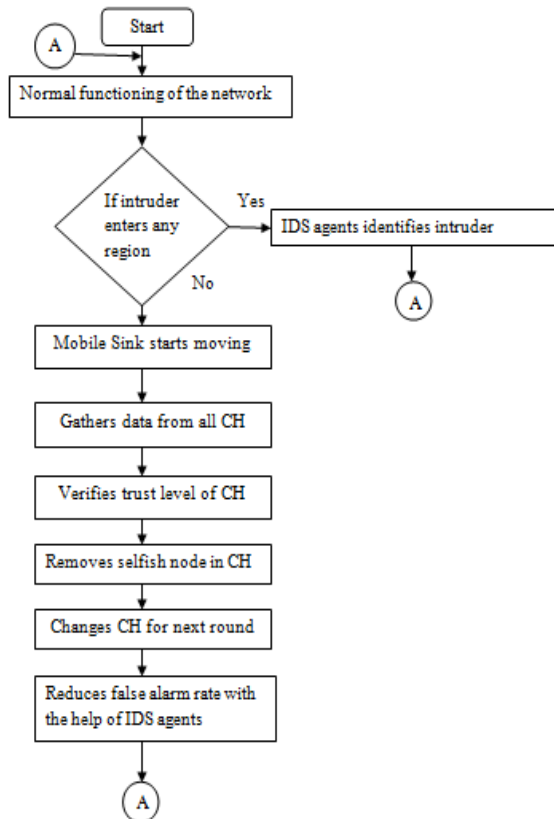 Start
A
Normal functioning of the network
If intruder
enters any
region
Yes
IDS agents identifies intruder
A
No
Mobile Sink starts moving
Gathers data from all CH
Verifies trust level of CH
Removes selfish node in CH
Changes CH for next round
Reduces false alarm rate with
the help of IDS agents
A